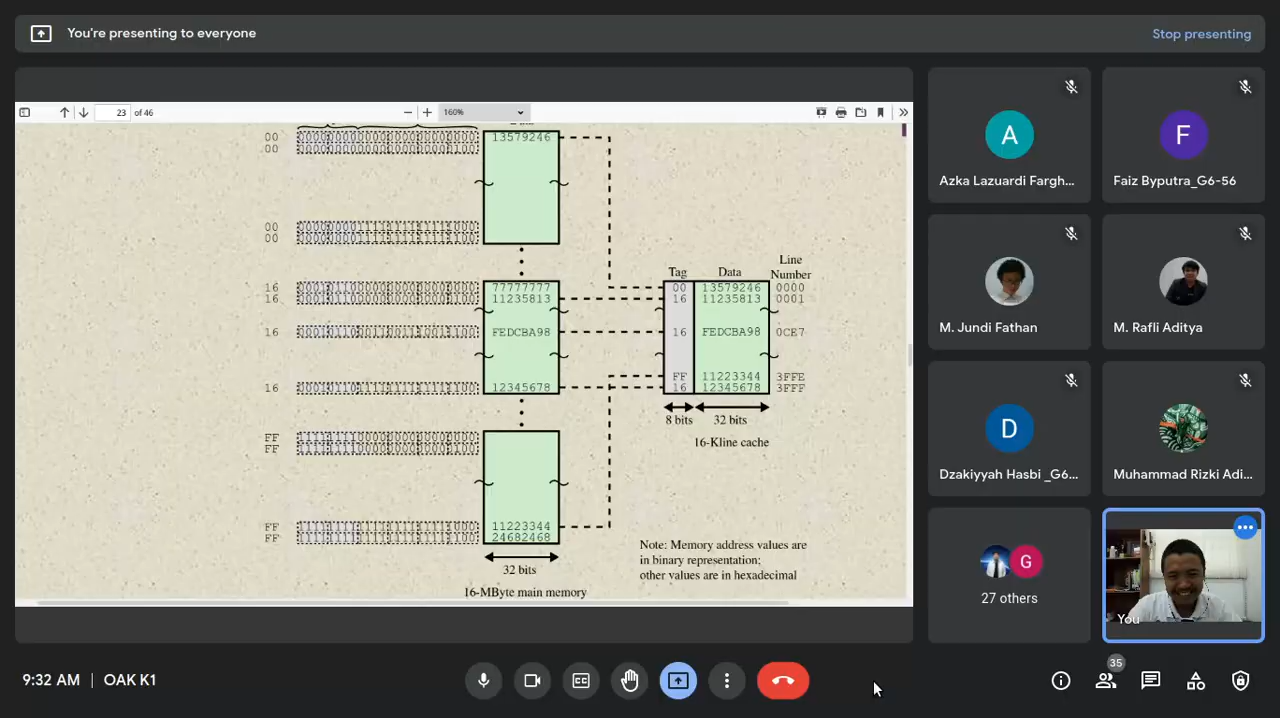 You're presenting to everyone
Stop presenting
23 of 46
160%
00
00
13579246
00
00
16
16
77777777
11235813
16
FEDCBA98
16
12345678
FF
FF
FF
FF
11223344
24682468
32 bits
16-MByte main memory
Tag Data Line Number
00 13579246 0000
16 11235813 0001
16 FEDCBA98 0CE7
FF 11223344 3FFE
16 12345678 3FFF
8 bits 32 bits
16-Kline cache
Note: Memory address values are
in binary representation;
other values are in hexadecimal
A
Azka Lazuardi Fargh...
F
Faiz Byputra_G6-56
M. Jundi Fathan
M. Rafli Aditya
D
Dzakiyyah Hasbi _G6...
Muhammad Rizki Adi...
G
27 others
You
9:32 AM | OAK K1
35